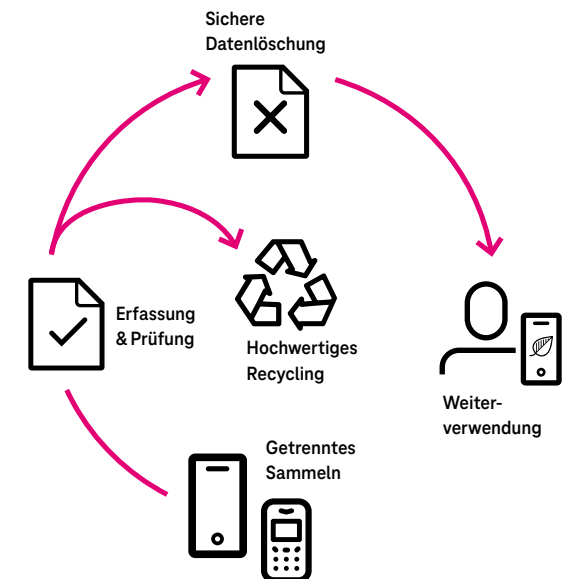 Sichere
Datenlöschung
Erfassung
& Prüfung
Hochwertiges
Recycling
Weiter-
verwendung
Getrenntes
Sammeln